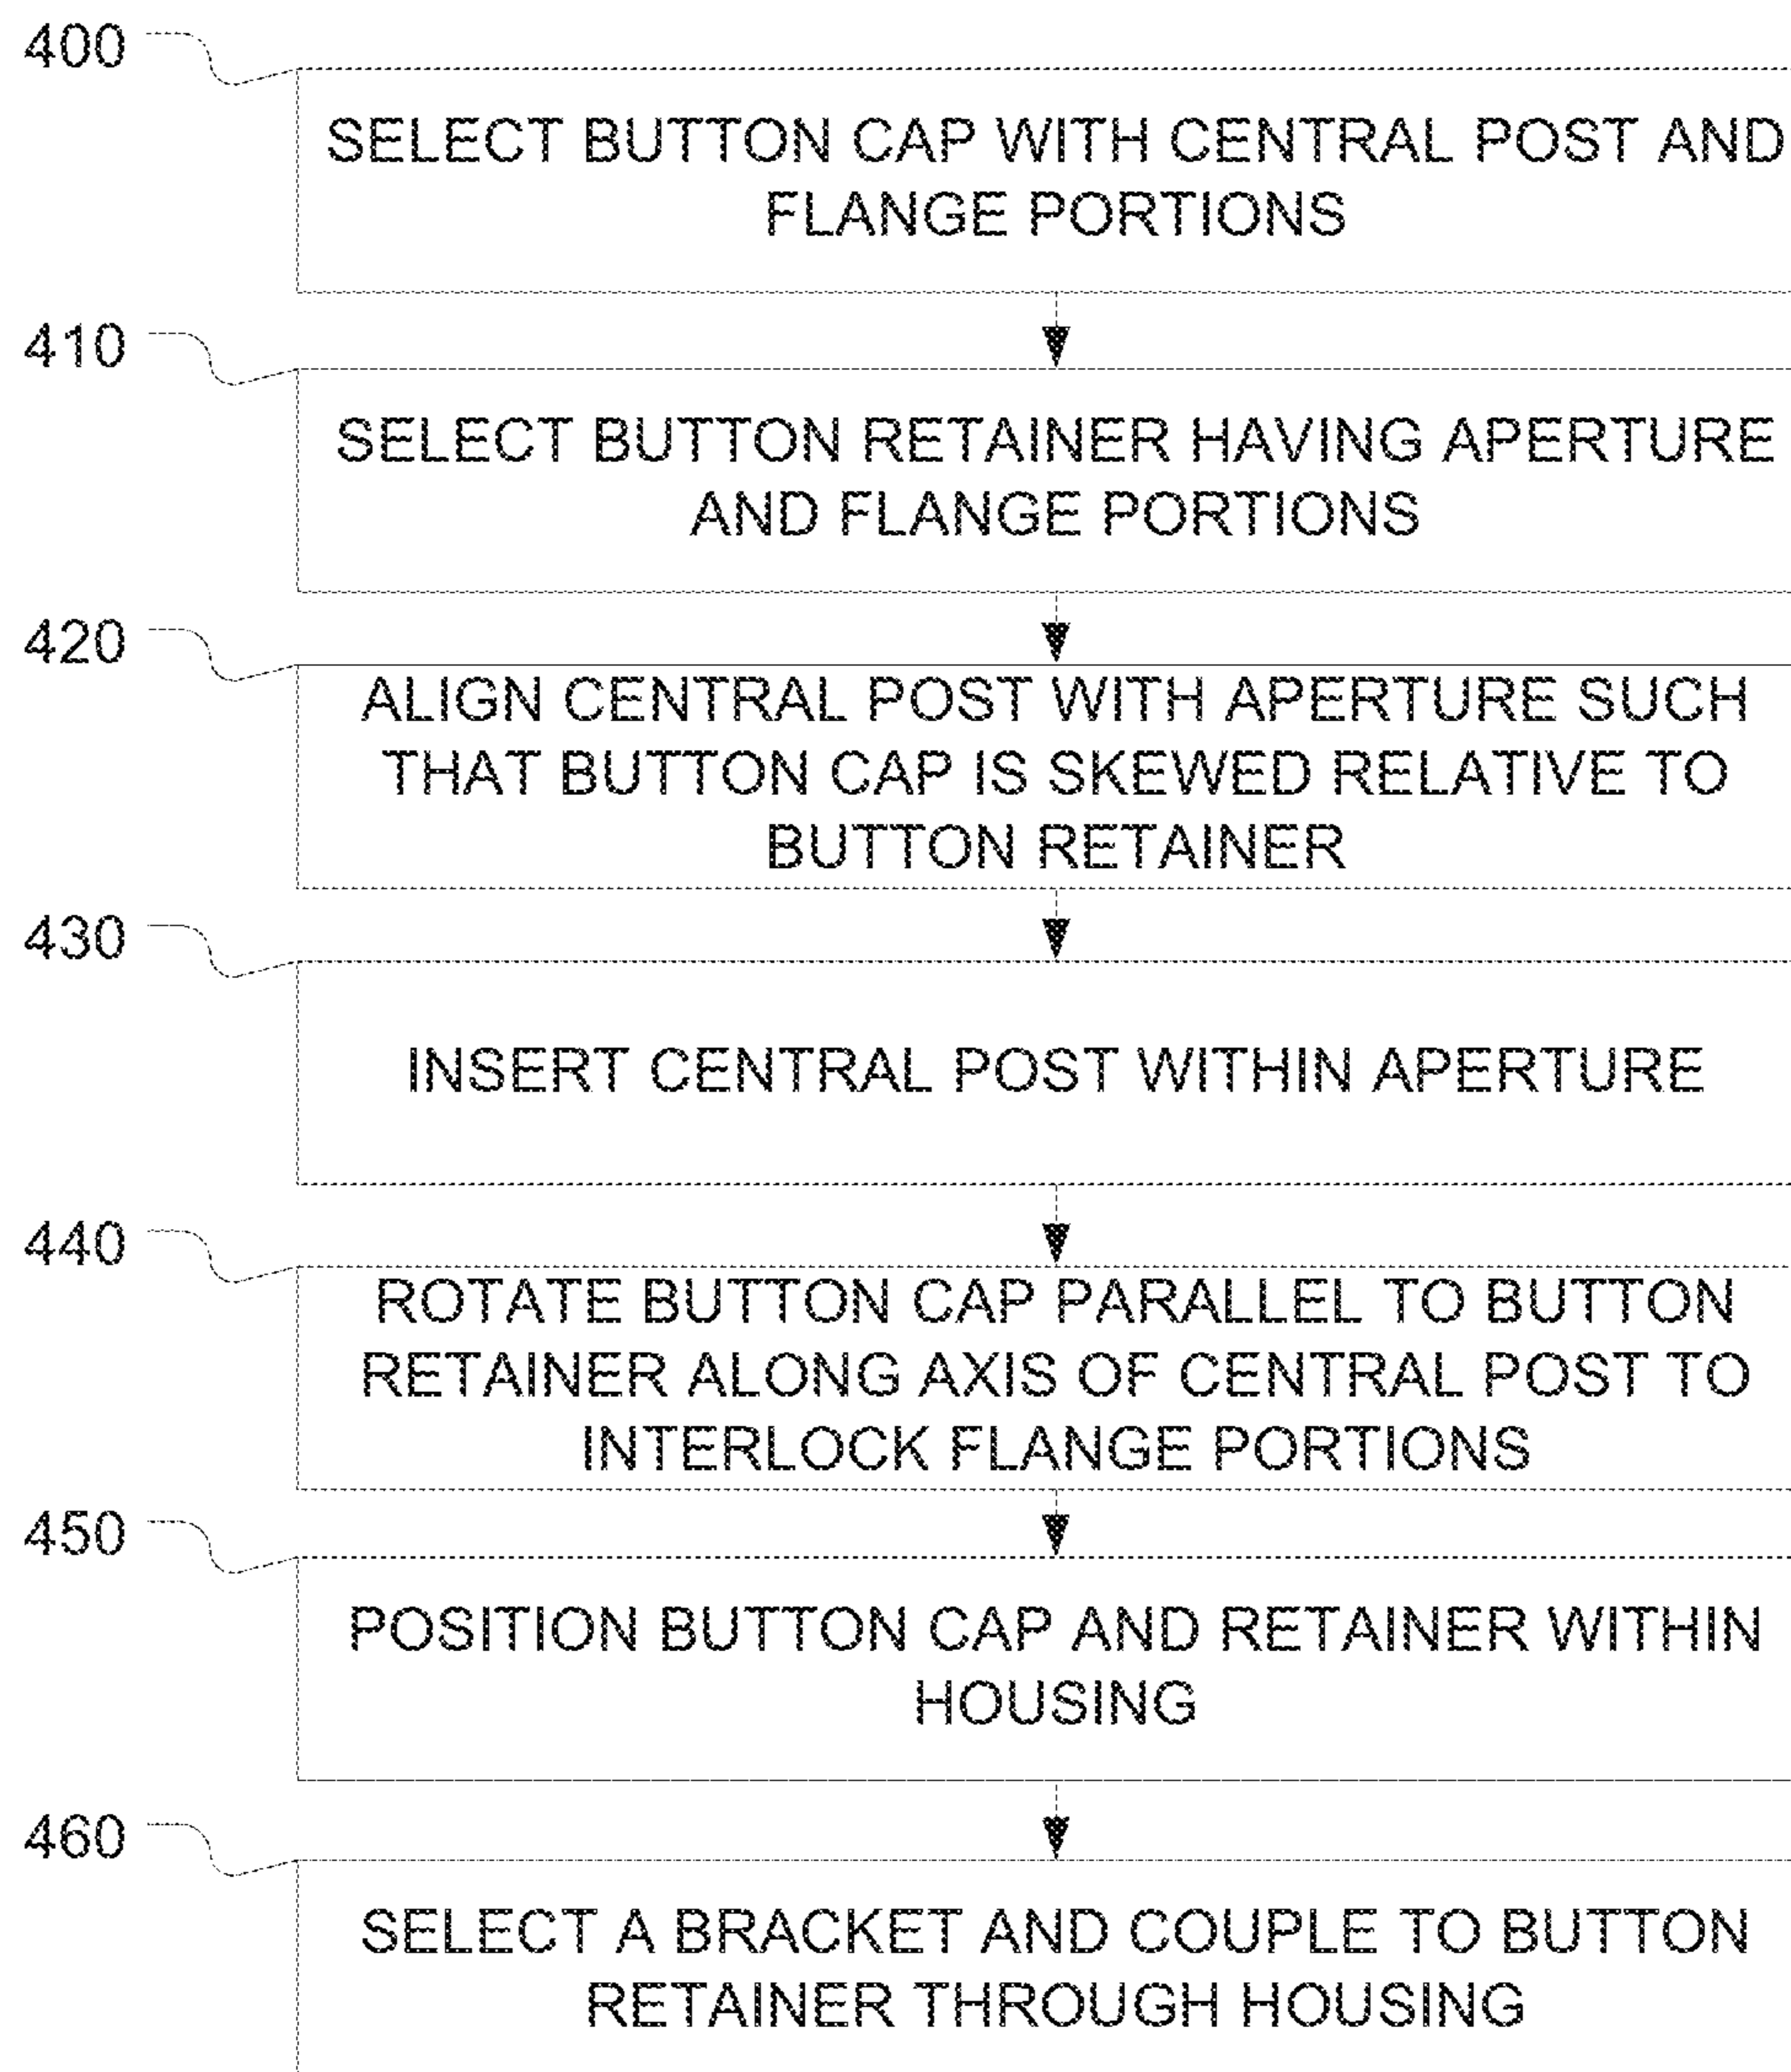 400
SELECT BUTTON CAP WITH CENTRAL POST AND
FLANGE PORTIONS
410
SELECT BUTTON RETAINER HAVING APERTURE
AND FLANGE PORTIONS
420
ALIGN CENTRAL POST WITH APERTURE SUCH
THAT BUTTON CAP IS SKEWED RELATIVE TO
BUTTON RETAINER
430
INSERT CENTRAL POST WITHIN APERTURE
440
ROTATE BUTTON CAP PARALLEL TO BUTTON
RETAINER ALONG AXIS OF CENTRAL POST TO
INTERLOCK FLANGE PORTIONS
450
POSITION BUTTON CAP AND RETAINER WITHIN
HOUSING
460
SELECT A BRACKET AND COUPLE TO BUTTON
RETAINER THROUGH HOUSING